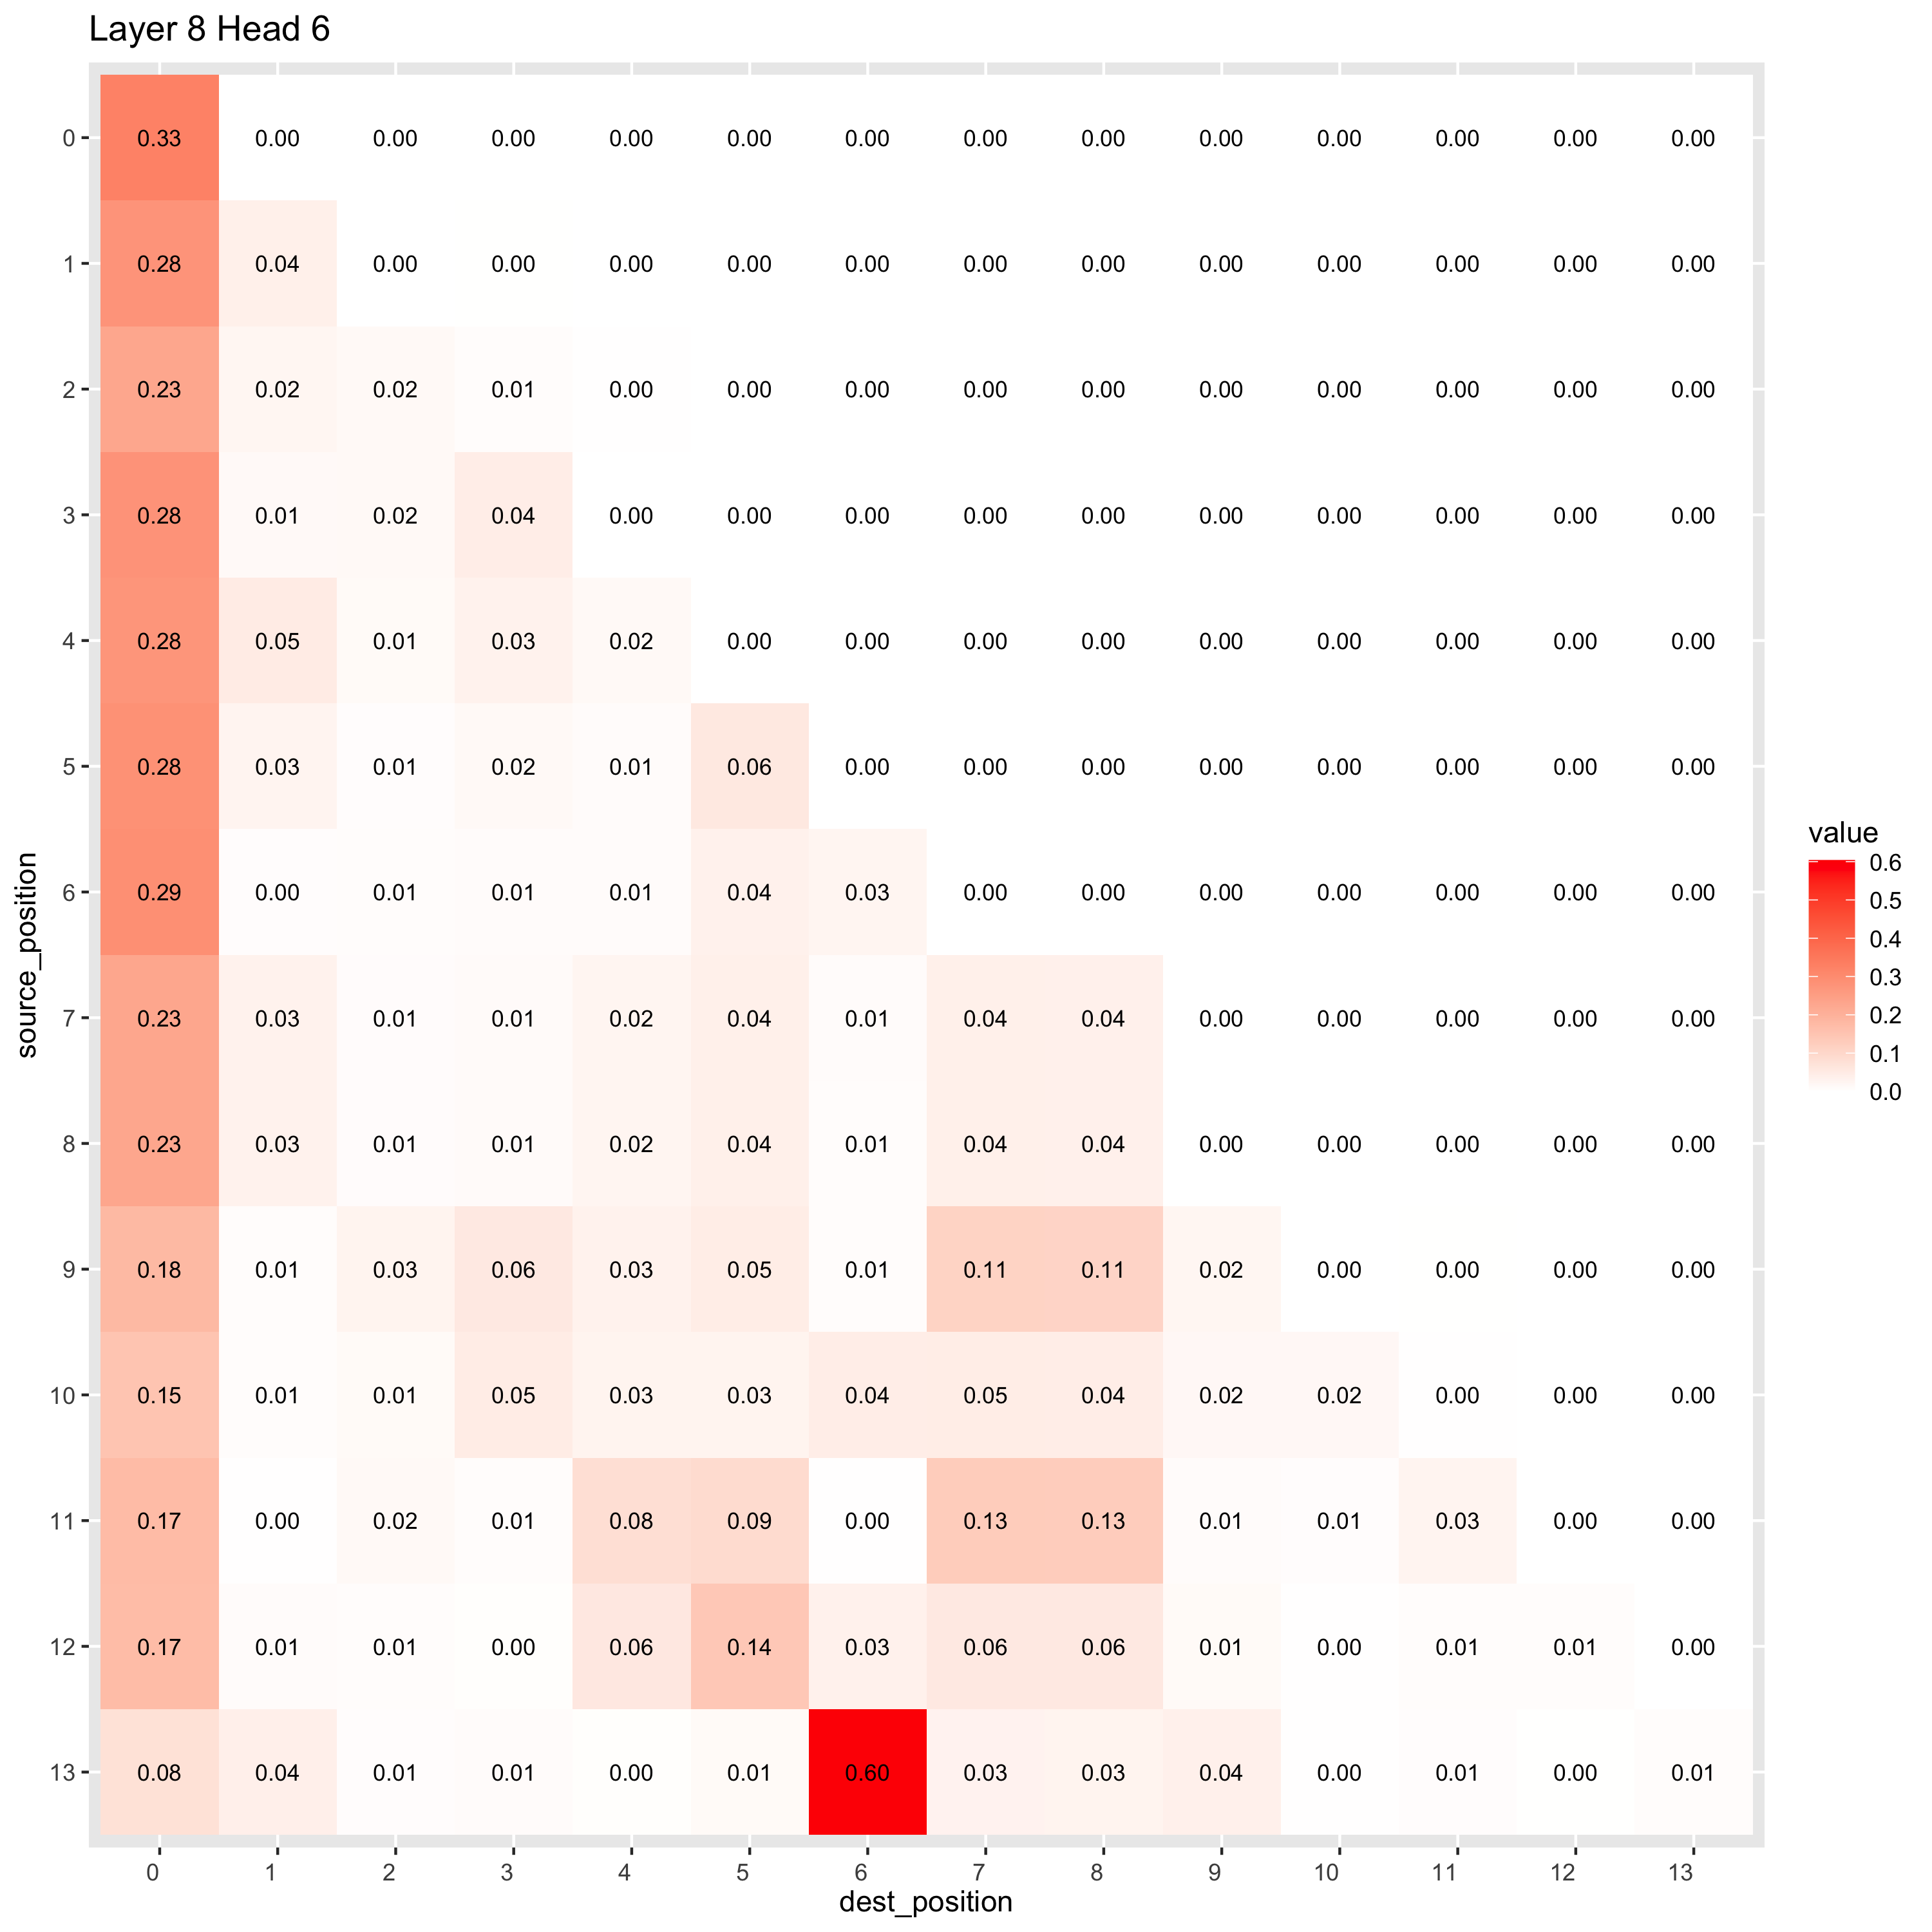 Layer 8 Head 6
0 0.33 0.00 0.00 0.00 0.00 0.00 0.00 0.00 0.00 0.00 0.00 0.00 0.00 0.00
1 0.28 0.04 0.00 0.00 0.00 0.00 0.00 0.00 0.00 0.00 0.00 0.00 0.00 0.00
2 0.23 0.02 0.02 0.01 0.00 0.00 0.00 0.00 0.00 0.00 0.00 0.00 0.00 0.00
3 0.28 0.01 0.02 0.04 0.00 0.00 0.00 0.00 0.00 0.00 0.00 0.00 0.00 0.00
4 0.28 0.05 0.01 0.03 0.02 0.00 0.00 0.00 0.00 0.00 0.00 0.00 0.00 0.00
5 0.28 0.03 0.01 0.02 0.01 0.06 0.00 0.00 0.00 0.00 0.00 0.00 0.00 0.00
6 0.29 0.00 0.01 0.01 0.01 0.04 0.03 0.00 0.00 0.00 0.00 0.00 0.00 0.00
7 0.23 0.03 0.01 0.01 0.02 0.04 0.01 0.04 0.04 0.00 0.00 0.00 0.00 0.00
8 0.23 0.03 0.01 0.01 0.02 0.04 0.01 0.04 0.04 0.00 0.00 0.00 0.00 0.00
9 0.18 0.01 0.03 0.06 0.03 0.05 0.01 0.11 0.11 0.02 0.00 0.00 0.00 0.00
10 0.15 0.01 0.01 0.05 0.03 0.03 0.04 0.05 0.04 0.02 0.02 0.00 0.00 0.00
11 0.17 0.00 0.02 0.01 0.08 0.09 0.00 0.13 0.13 0.01 0.01 0.03 0.00 0.00
12 0.17 0.01 0.01 0.00 0.06 0.14 0.03 0.06 0.06 0.01 0.00 0.01 0.01 0.00
13 0.08 0.04 0.01 0.01 0.00 0.01 0.60 0.03 0.03 0.04 0.00 0.01 0.00 0.01
0 1 2 3 4 5 6 7 8 9 10 11 12 13
dest_position
source_position
value
0.6
0.5
0.4
0.3
0.2
0.1
0.0